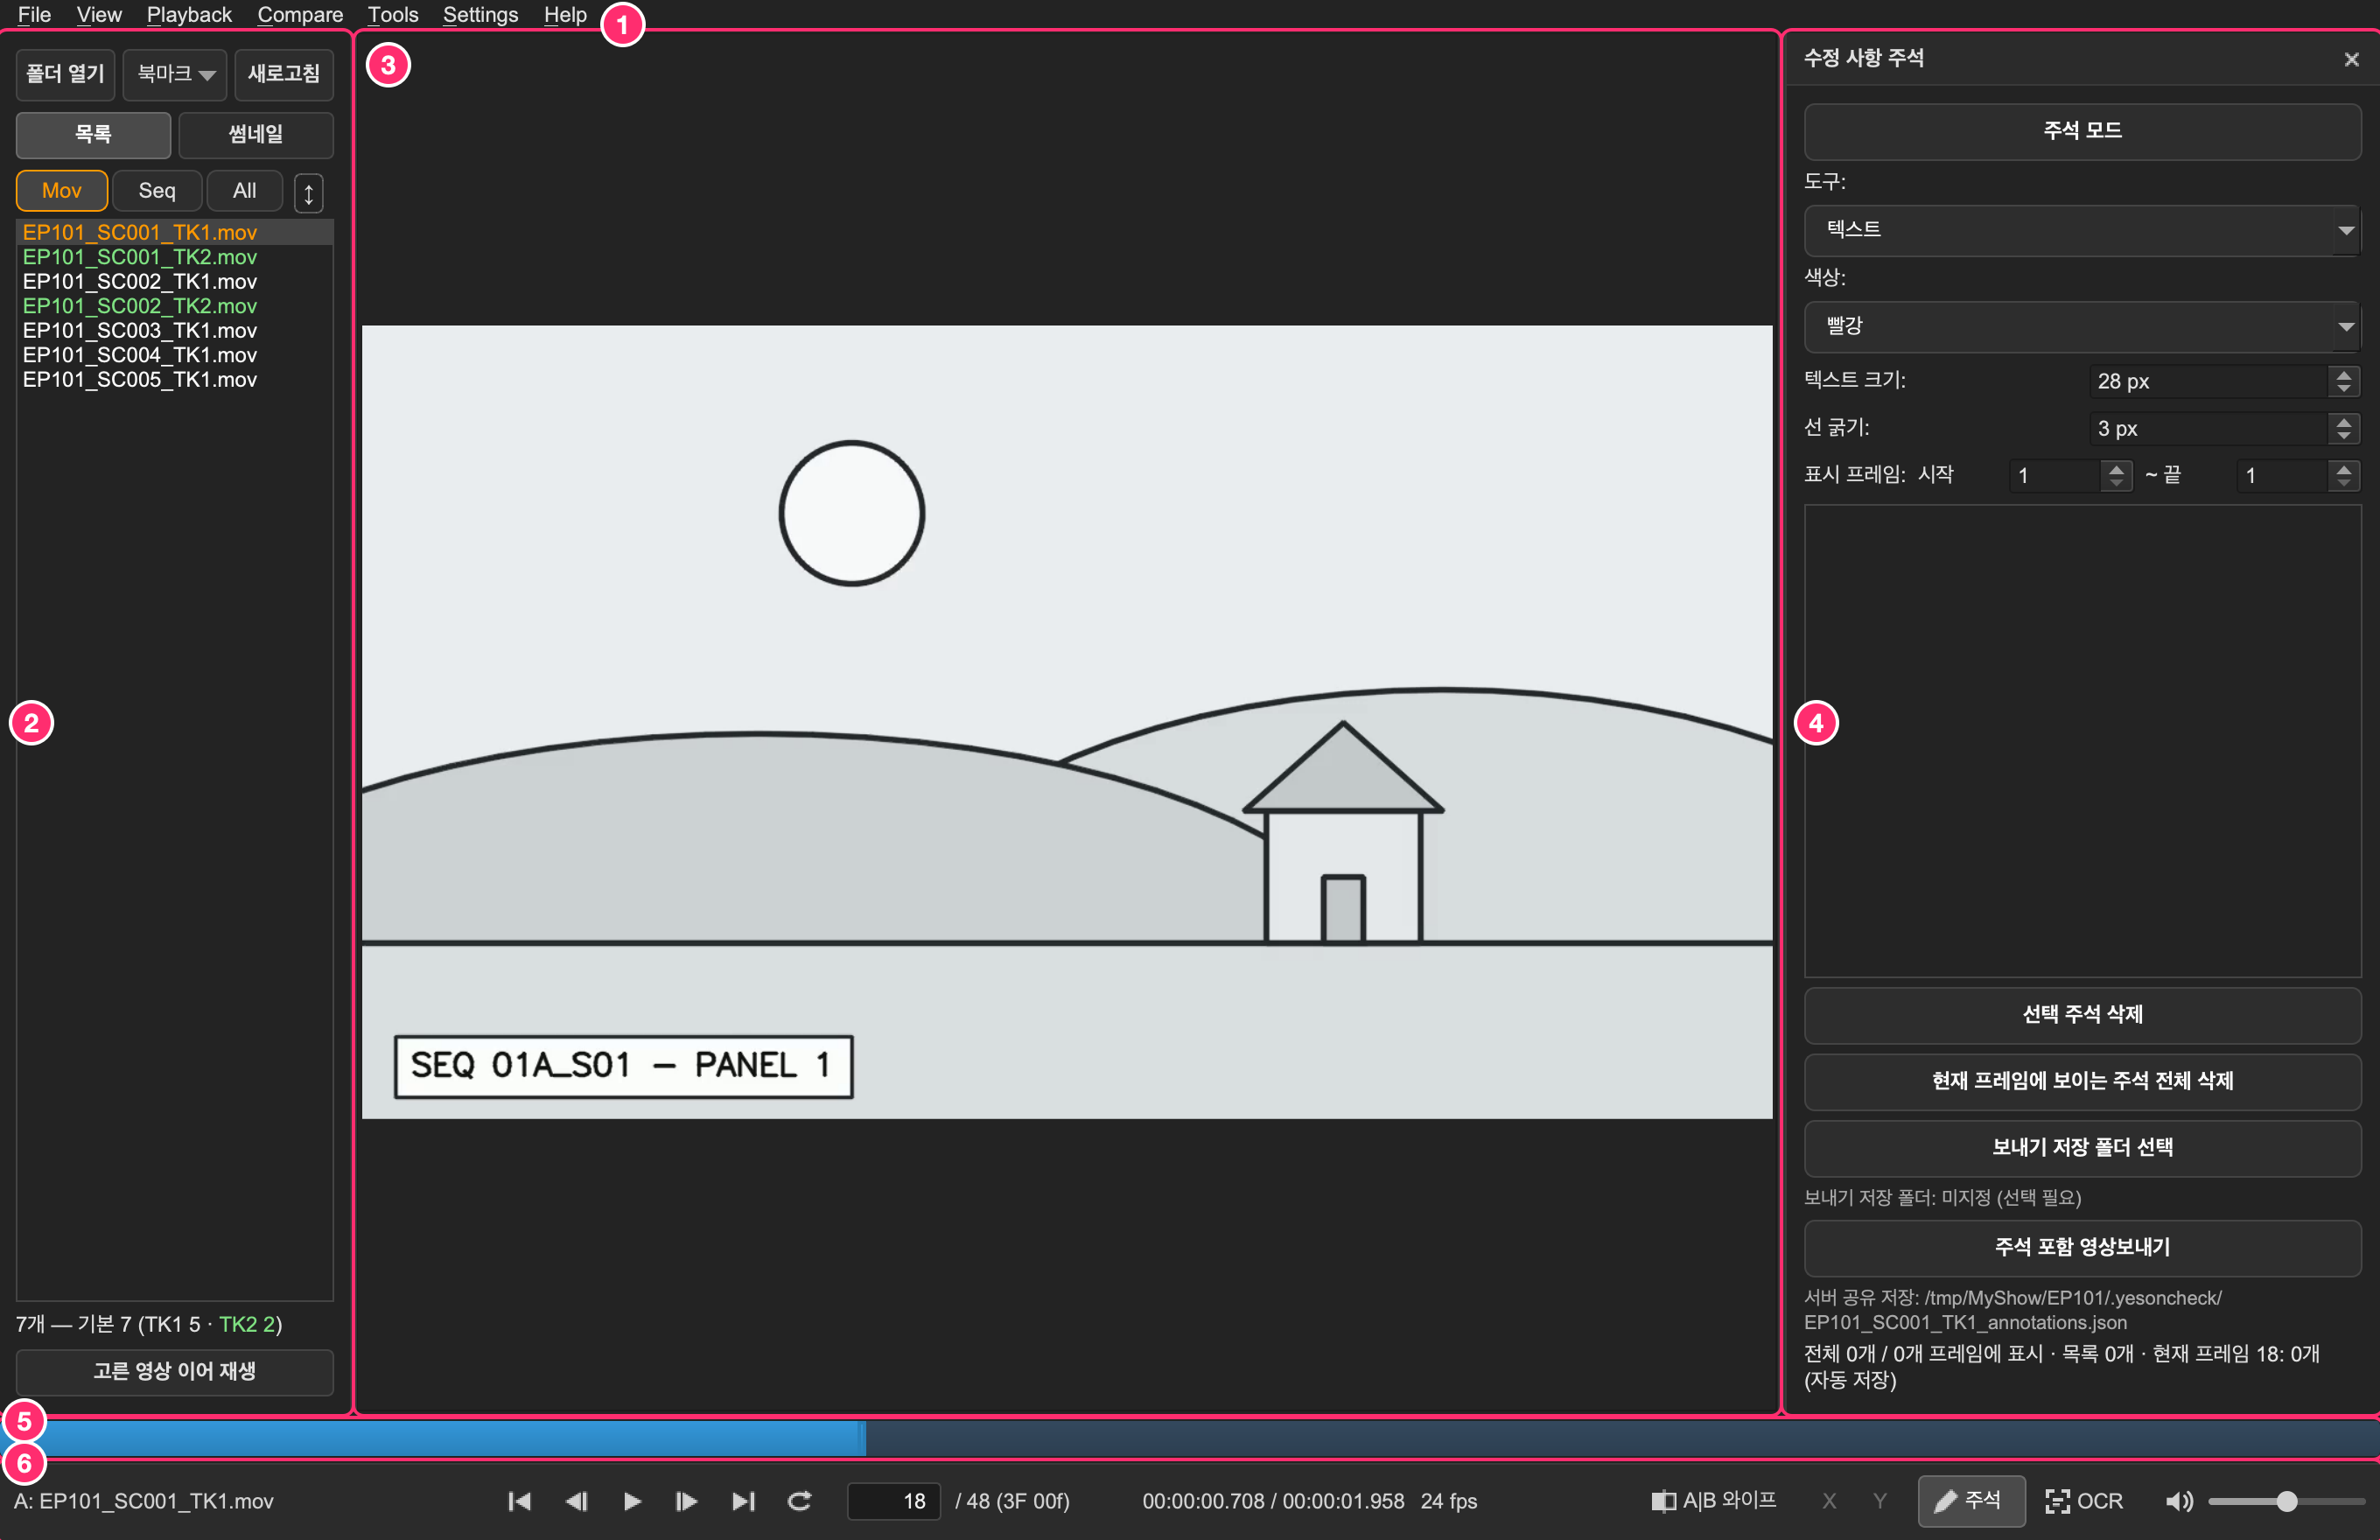 File View Playback Compare Tools Settings Help
1
폴더 열기 북마크 새로고침
목록 썸네일
Mov Seq All ↕
EP101_SC001_TK1.mov
EP101_SC001_TK2.mov
EP101_SC002_TK1.mov
EP101_SC002_TK2.mov
EP101_SC003_TK1.mov
EP101_SC004_TK1.mov
EP101_SC005_TK1.mov
2
7개 — 기본 7 (TK1 5 · TK2 2)
고른 영상 이어 재생
3
SEQ 01A_S01 – PANEL 1
수정 사항 주석 ×
주석 모드
도구:
텍스트
색상:
빨강
텍스트 크기: 28 px
선 굵기: 3 px
표시 프레임: 시작 1 ~ 끝 1
4
선택 주석 삭제
현재 프레임에 보이는 주석 전체 삭제
보내기 저장 폴더 선택
보내기 저장 폴더: 미지정 (선택 필요)
주석 포함 영상보내기
서버 공유 저장: /tmp/MyShow/EP101/.yesoncheck/
EP101_SC001_TK1_annotations.json
전체 0개 / 0개 프레임에 표시 · 목록 0개 · 현재 프레임 18: 0개
(자동 저장)
5
6
A: EP101_SC001_TK1.mov 18 / 48 (3F 00f) 00:00:00.708 / 00:00:01.958 24 fps A|B 와이프 X Y 주석 OCR